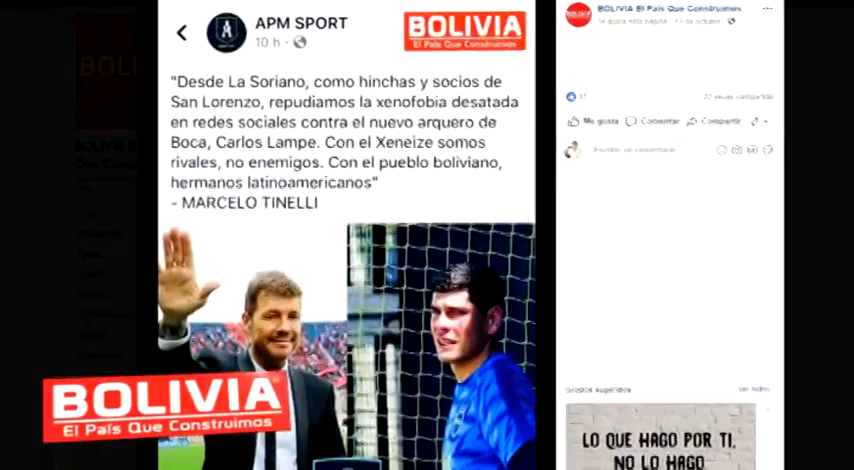 APM SPORT
10 h
BOLIVIA
El País Que Construimos
"Desde La Soriano, como hinchas y socios de
San Lorenzo, repudiamos la xenofobia desatada
en redes sociales contra el nuevo arquero de
Boca, Carlos Lampe. Con el Xeneize somos
rivales, no enemigos. Con el pueblo boliviano,
hermanos latinoamericanos"
- MARCELO TINELLI
BOLIVIA
El País Que Construimos
BOLIVIA El País Que Construimos
Me gusta
Comentar
Compartir
LO QUE HAGO POR TI,
NO LO HAGO